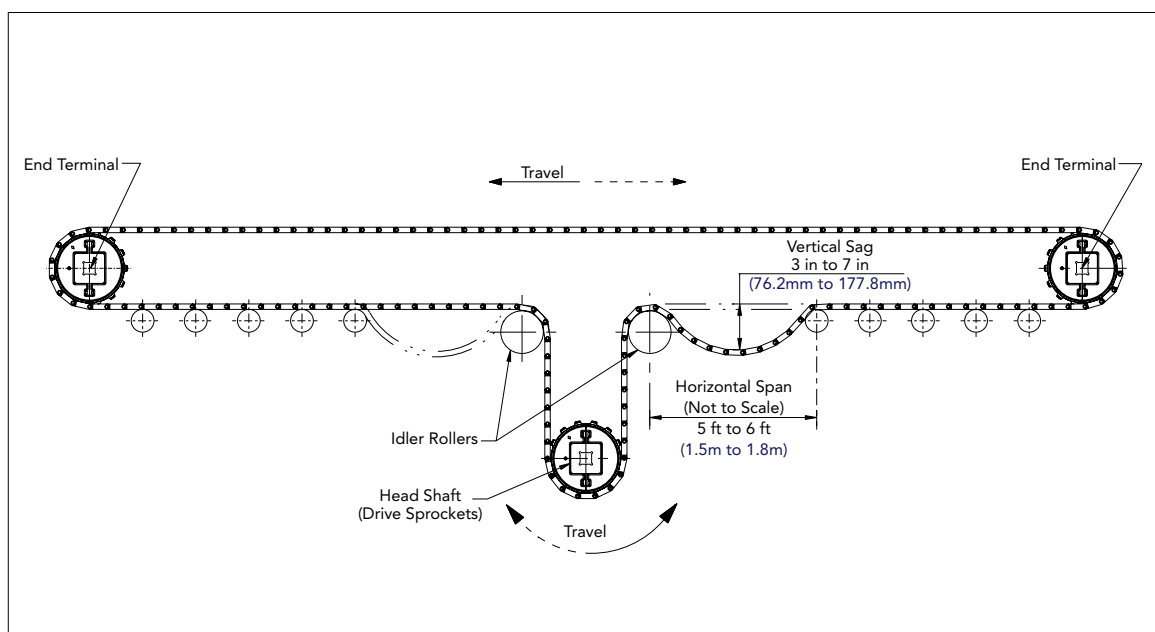 End Terminal
Travel
End Terminal
Vertical Sag
3 in to 7 in
(76.2mm to 177.8mm)
Horizontal Span
(Not to Scale)
5 ft to 6 ft
(1.5m to 1.8m)
Idler Rollers
Head Shaft
(Drive Sprockets)
Travel